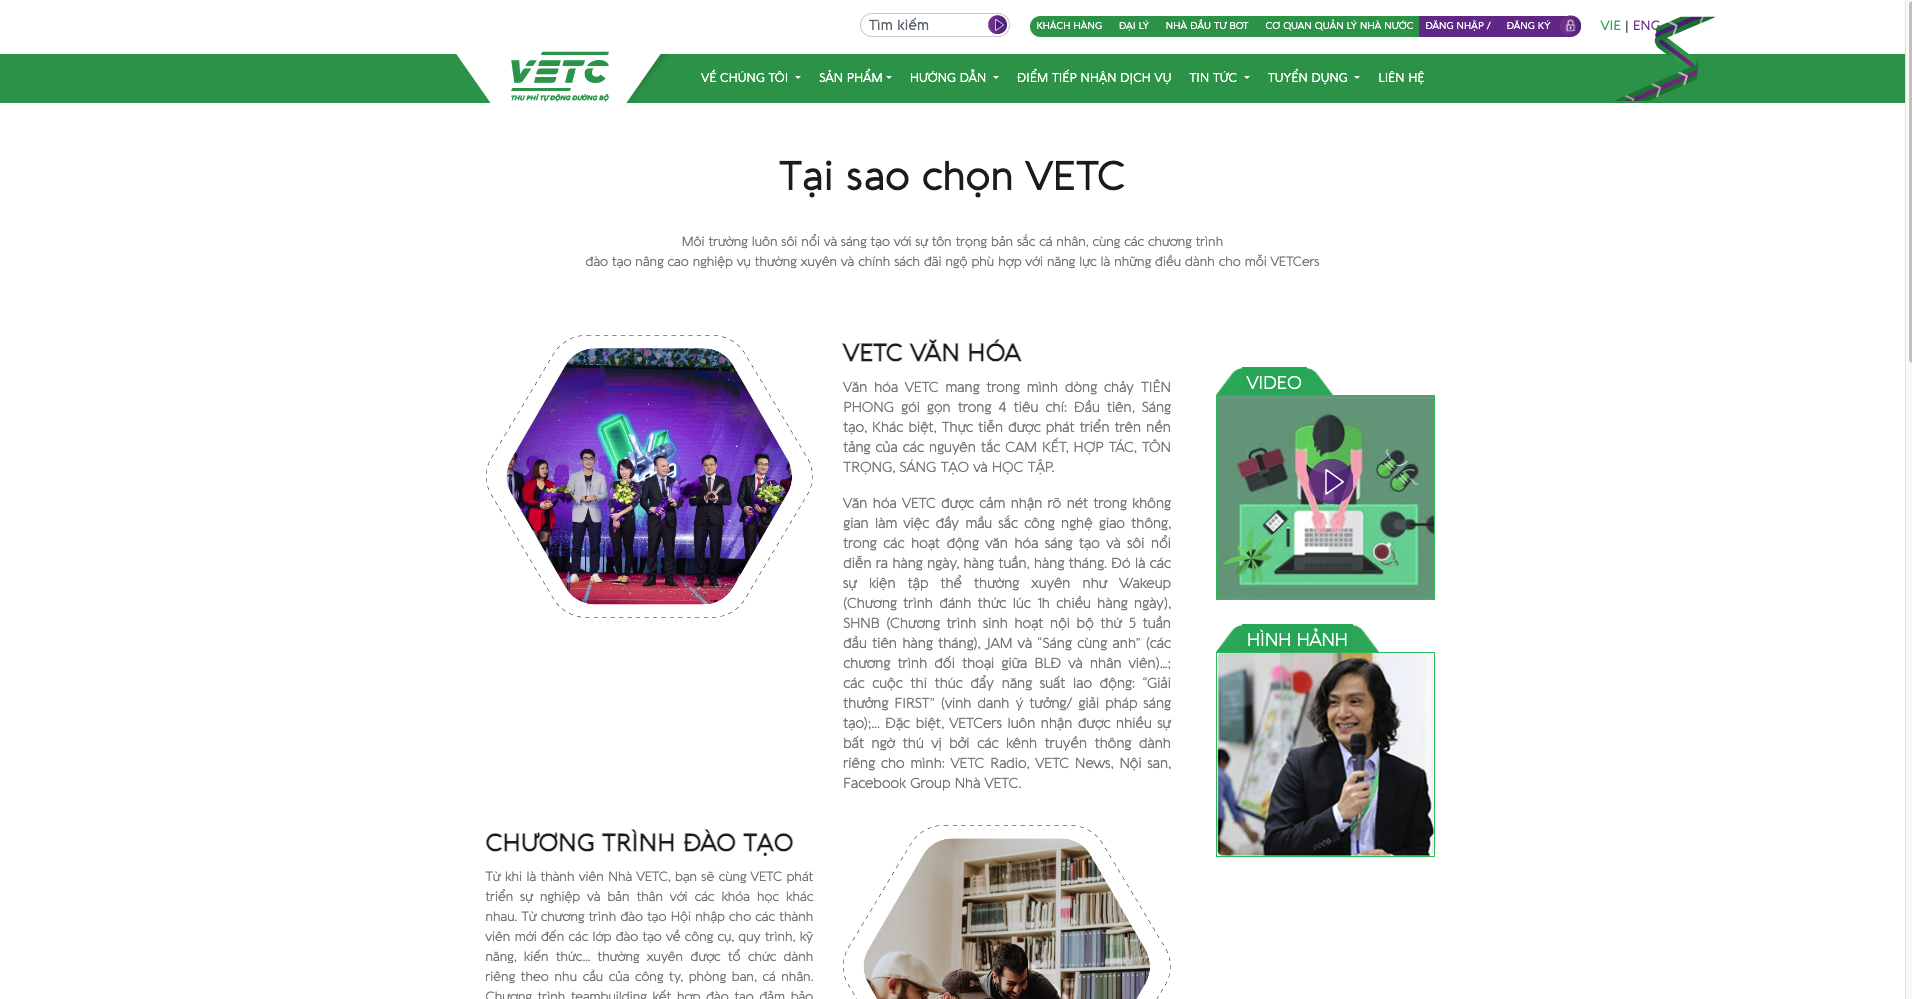 Tìm kiếm
KHÁCH HÀNG ĐẠI LÝ NHÀ ĐẦU TƯ BOT CƠ QUAN QUẢN LÝ NHÀ NƯỚC ĐĂNG NHẬP / ĐĂNG KÝ
VIE | ENG
VETC
THU PHÍ TỰ ĐỘNG ĐƯỜNG BỘ
VỀ CHÚNG TÔI SẢN PHẨM HƯỚNG DẪN ĐIỂM TIẾP NHẬN DỊCH VỤ TIN TỨC TUYỂN DỤNG LIÊN HỆ
Tại sao chọn VETC
Môi trường luôn sôi nổi và sáng tạo với sự tôn trọng bản sắc cá nhân, cùng các chương trình
đào tạo nâng cao nghiệp vụ thường xuyên và chính sách đãi ngộ phù hợp với năng lực là những điều dành cho mỗi VETCers
VETC VĂN HÓA
Văn hóa VETC mang trong mình dòng chảy TIÊN
PHONG gói gọn trong 4 tiêu chí: Đầu tiên, Sáng
tạo, Khác biệt, Thực tiễn được phát triển trên nền
tảng của các nguyên tắc CAM KẾT, HỢP TÁC, TÔN
TRỌNG, SÁNG TẠO và HỌC TẬP.
Văn hóa VETC được cảm nhận rõ nét trong không
gian làm việc đầy mầu sắc công nghệ giao thông,
trong các hoạt động văn hóa sáng tạo và sôi nổi
diễn ra hàng ngày, hàng tuần, hàng tháng. Đó là các
sự kiện tập thể thường xuyên như Wakeup
(Chương trình đánh thức lúc 1h chiều hàng ngày),
SHNB (Chương trình sinh hoạt nội bộ thứ 5 tuần
đầu tiên hàng tháng), JAM và “Sáng cùng anh” (các
chương trình đối thoại giữa BLĐ và nhân viên)...;
các cuộc thi thúc đẩy năng suất lao động: “Giải
thưởng FIRST” (vinh danh ý tưởng/ giải pháp sáng
tạo);... Đặc biệt, VETCers luôn nhận được nhiều sự
bất ngờ thú vị bởi các kênh truyền thông dành
riêng cho mình: VETC Radio, VETC News, Nội san,
Facebook Group Nhà VETC.
VIDEO
HÌNH HẢNH
CHƯƠNG TRÌNH ĐÀO TẠO
Từ khi là thành viên Nhà VETC, bạn sẽ cùng VETC phát
triển sự nghiệp và bản thân với các khóa học khác
nhau. Từ chương trình đào tạo Hội nhập cho các thành
viên mới đến các lớp đào tạo về công cụ, quy trình, kỹ
năng, kiến thức... thường xuyên được tổ chức dành
riêng theo nhu cầu của công ty, phòng ban, cá nhân.
Chương trình teambuilding kết hợp đào tạo đảm bảo